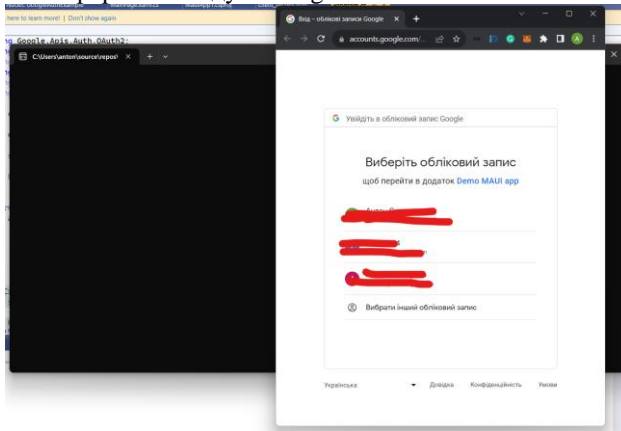 here to learn more! | Don't show again
Google.Apis.Auth.OAuth2;
C:\Users\anton\source\repos\
Вхід – облікові записи Google
accounts.google.com/...
Увійдіть в обліковий запис Google
Виберіть обліковий запис
щоб перейти в додаток Demo MAUI app
Вибрати інший обліковий запис
Українська
Довідка
Конфіденційність
Умови